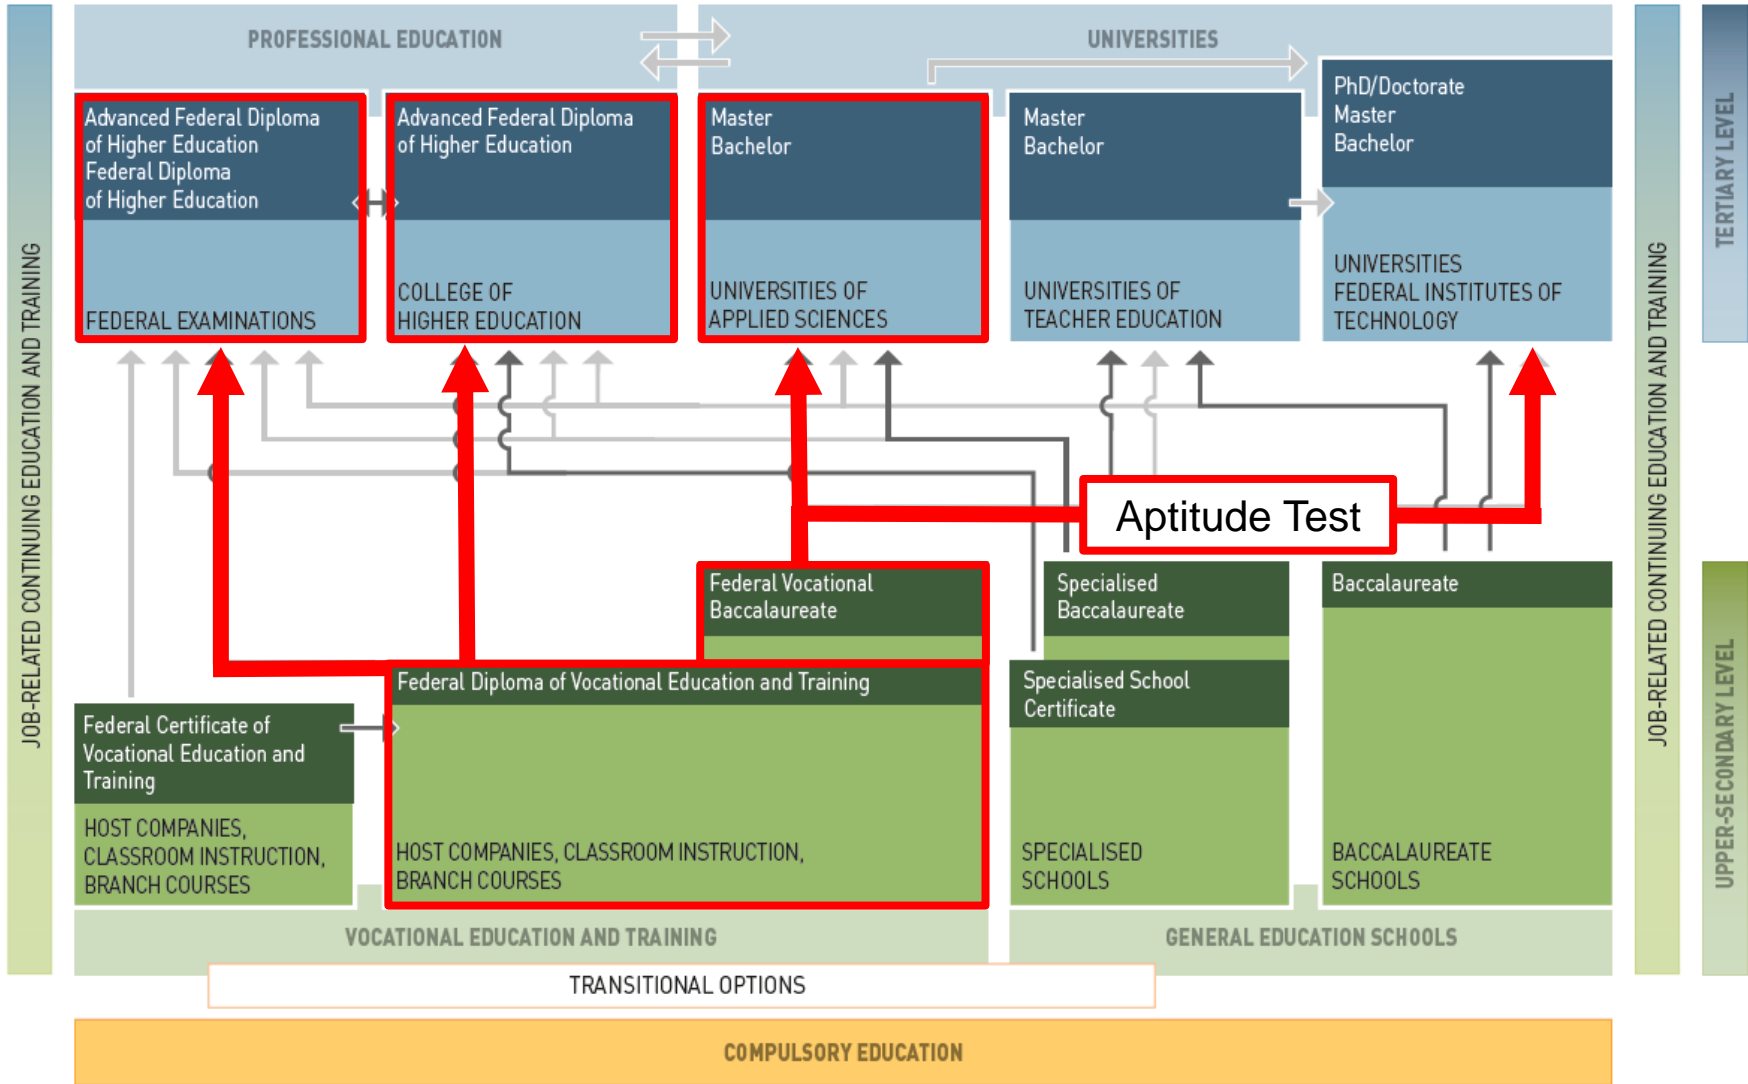 PROFESSIONAL EDUCATION
UNIVERSITIES
Advanced Federal Diploma
of Higher Education
Federal Diploma
of Higher Education
FEDERAL EXAMINATIONS
Advanced Federal Diploma
of Higher Education
COLLEGE OF
HIGHER EDUCATION
Master
Bachelor
UNIVERSITIES OF
APPLIED SCIENCES
Master
Bachelor
UNIVERSITIES OF
TEACHER EDUCATION
PhD/Doctorate
Master
Bachelor
UNIVERSITIES
FEDERAL INSTITUTES OF
TECHNOLOGY
JOB-RELATED CONTINUING EDUCATION AND TRAINING
JOB-RELATED CONTINUING EDUCATION AND TRAINING
TERTIARY LEVEL
UPPER-SECONDARY LEVEL
Aptitude Test
Federal Vocational
Baccalaureate
Specialised
Baccalaureate
Baccalaureate
Federal Diploma of Vocational Education and Training
Specialised School
Certificate
Federal Certificate of
Vocational Education and
Training
HOST COMPANIES,
CLASSROOM INSTRUCTION,
BRANCH COURSES
HOST COMPANIES, CLASSROOM INSTRUCTION,
BRANCH COURSES
SPECIALISED
SCHOOLS
BACCALAUREATE
SCHOOLS
VOCATIONAL EDUCATION AND TRAINING
GENERAL EDUCATION SCHOOLS
TRANSITIONAL OPTIONS
COMPULSORY EDUCATION